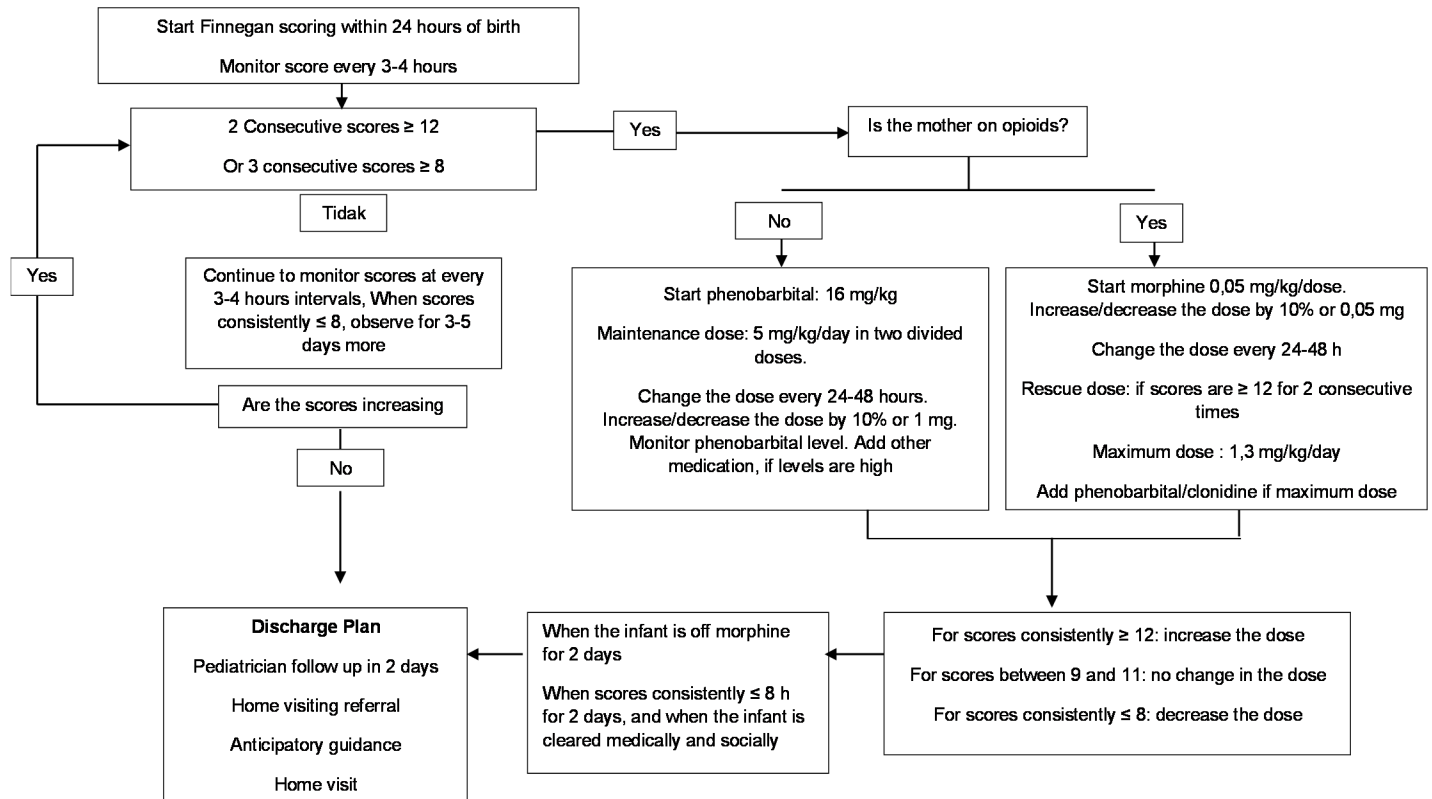 Start Finnegan scoring within 24 hours of birth
Monitor score every 3-4 hours
2 Consecutive scores ≥ 12
Or 3 consecutive scores ≥ 8
Yes
Is the mother on opioids?
Tidak
No
Yes
Yes
Continue to monitor scores at every
3-4 hours intervals, When scores
consistently ≤ 8, observe for 3-5
days more
Are the scores increasing
No
Start phenobarbital: 16 mg/kg
Maintenance dose: 5 mg/kg/day in two divided
doses.
Change the dose every 24-48 hours.
Increase/decrease the dose by 10% or 1 mg.
Monitor phenobarbital level. Add other
medication, if levels are high
Start morphine 0,05 mg/kg/dose.
Increase/decrease the dose by 10% or 0,05 mg
Change the dose every 24-48 h
Rescue dose: if scores are ≥ 12 for 2 consecutive
times
Maximum dose : 1,3 mg/kg/day
Add phenobarbital/clonidine if maximum dose
For scores consistently ≥ 12: increase the dose
For scores between 9 and 11: no change in the dose
For scores consistently ≤ 8: decrease the dose
When the infant is off morphine
for 2 days
When scores consistently ≤ 8 h
for 2 days, and when the infant is
cleared medically and socially
Discharge Plan
Pediatrician follow up in 2 days
Home visiting referral
Anticipatory guidance
Home visit